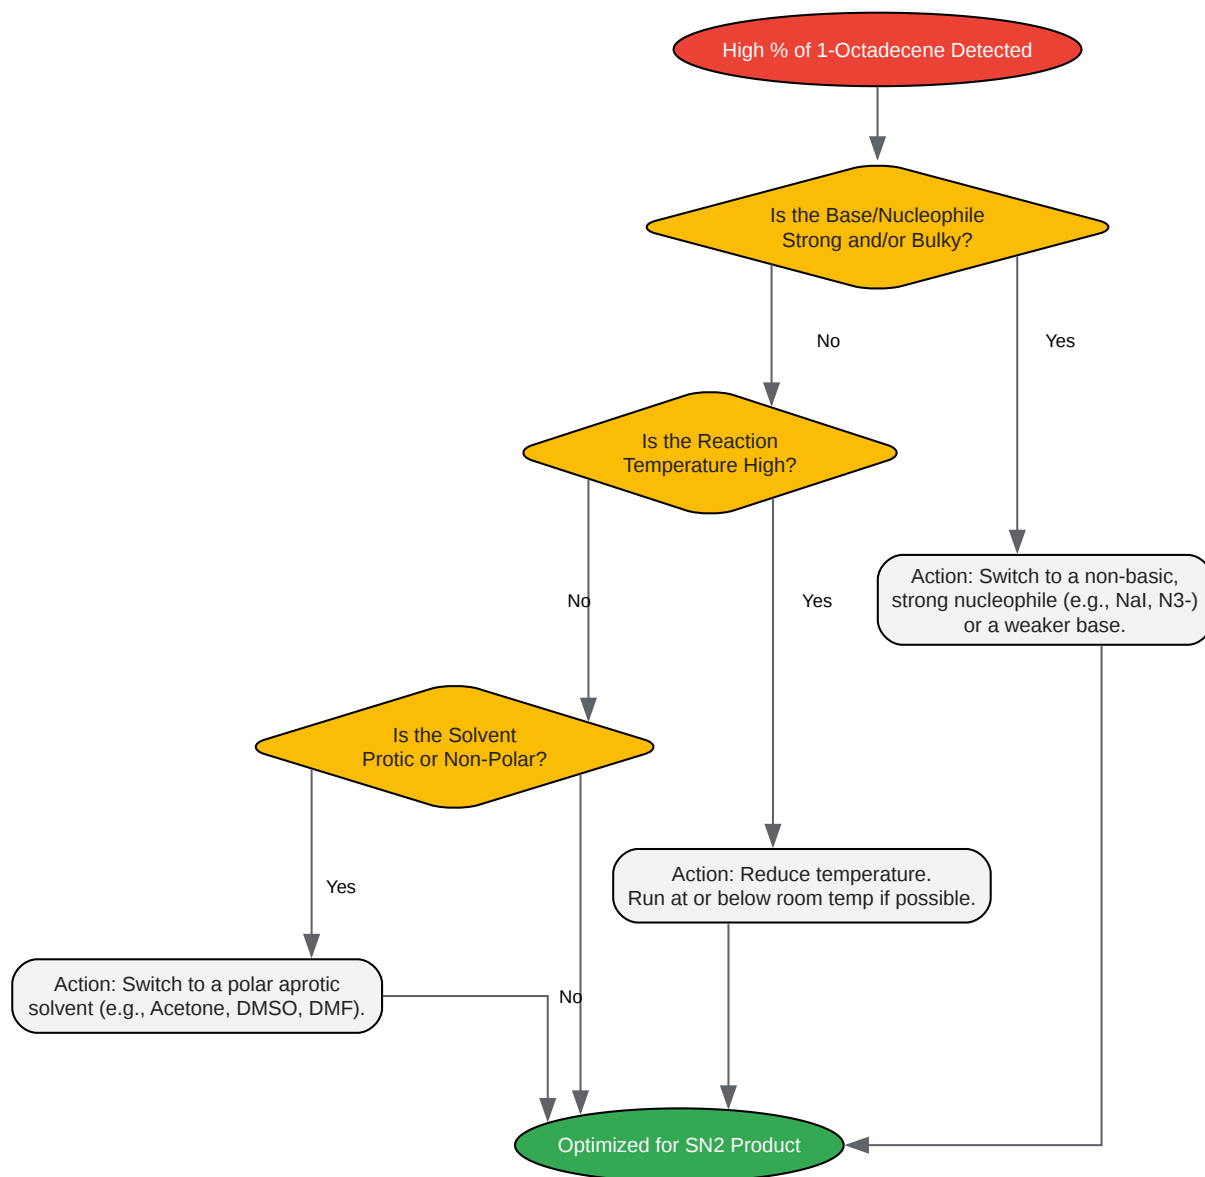 High % of 1-Octadecene Detected
Is the Base/Nucleophile
Strong and/or Bulky?
No
Yes
Is the Reaction
Temperature High?
Action: Switch to a non-basic,
strong nucleophile (e.g., NaI, N3-)
or a weaker base.
No
Yes
Is the Solvent
Protic or Non-Polar?
Action: Reduce temperature.
Run at or below room temp if possible.
Yes
Action: Switch to a polar aprotic
solvent (e.g., Acetone, DMSO, DMF).
No
Optimized for SN2 Product